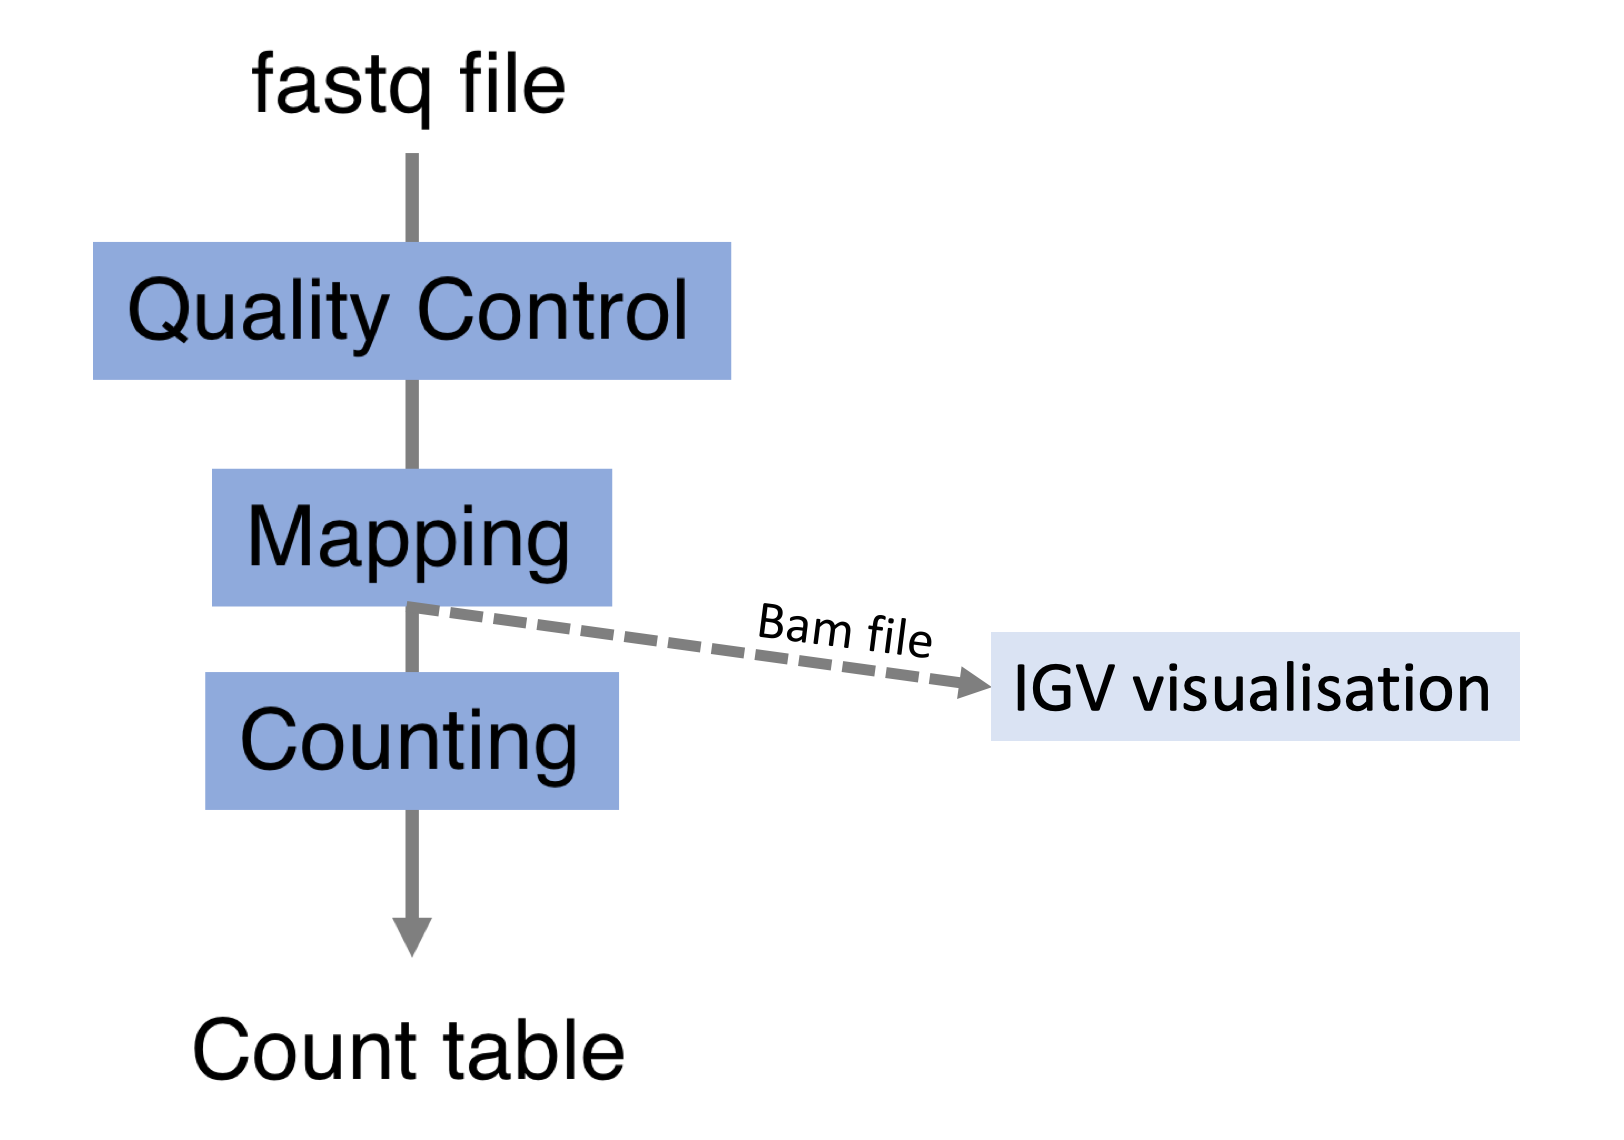 fastq file
Quality Control
Mapping
Bam file
IGV visualisation
Counting
Count table